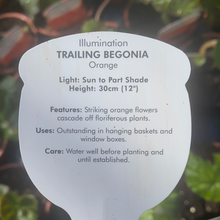 Illumination
TRAILING BEGONIA
Orange
Light: Sun to Part Shade
Height: 30cm (12")
Features: Striking orange flowers
cascade off floriferous plants.
Uses: Outstanding in hanging baskets and
window boxes.
Care: Water well before planting and
until established.